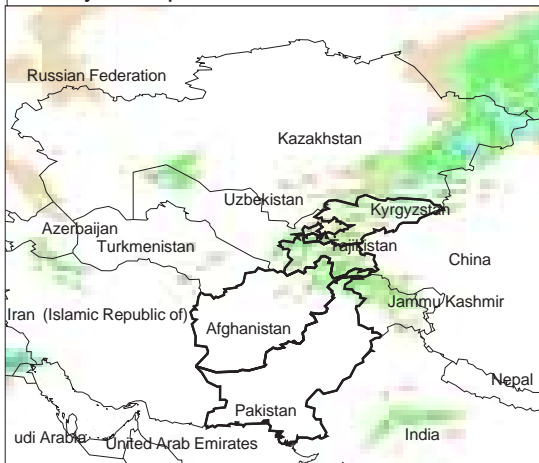 Russian Federation
Kazakhstan
Uzbekistan
Kyrgyzstan
Azerbaijan
Turkmenistan
Tajikistan
China
Jammu/Kashmir
Iran (Islamic Republic of)
Afghanistan
Nepal
Pakistan
India
udi Arabia
United Arab Emirates